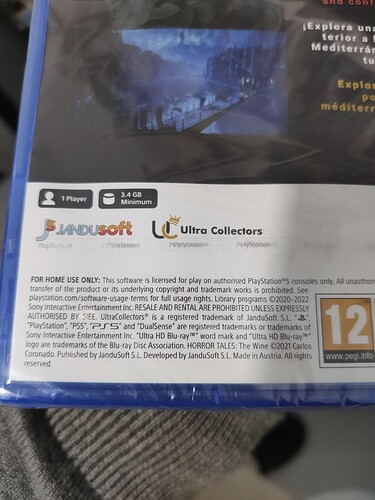 and con
¡Explora una
terior a l
Mediterrán
tu
Explo
po
méditerr
1 Player
3.4 GB
Minimum
JANDUSOFT
UC Ultra Collectors
FOR HOME USE ONLY: This software is licensed for play on authorised PlayStation®5 consoles only. All unauthoris
transfer of the product or its underlying copyright and trademark works is prohibited. See
playstation.com/software-usage-terms for full usage rights. Library programs ©2020-2022
Sony Interactive Entertainment Inc. RESALE AND RENTAL ARE PROHIBITED UNLESS EXPRESSLY
AUTHORISED BY SIEE. UltraCollectors® is a registered trademark of JanduSoft S.L.
"PlayStation", "PS5", "PS5" and "DualSense" are registered trademarks or trademarks of
Sony Interactive Entertainment Inc. "Ultra HD Blu-ray™" word mark and "Ultra HD Blu-ray™"
logo are trademarks of the Blu-ray Disc Association. HORROR TALES: The Wine ©2021 Carlos
Coronado. Published by JanduSoft S.L. Developed by JanduSoft S.L. Made in Austria. All rights
reserved.
12
www.pegi.info